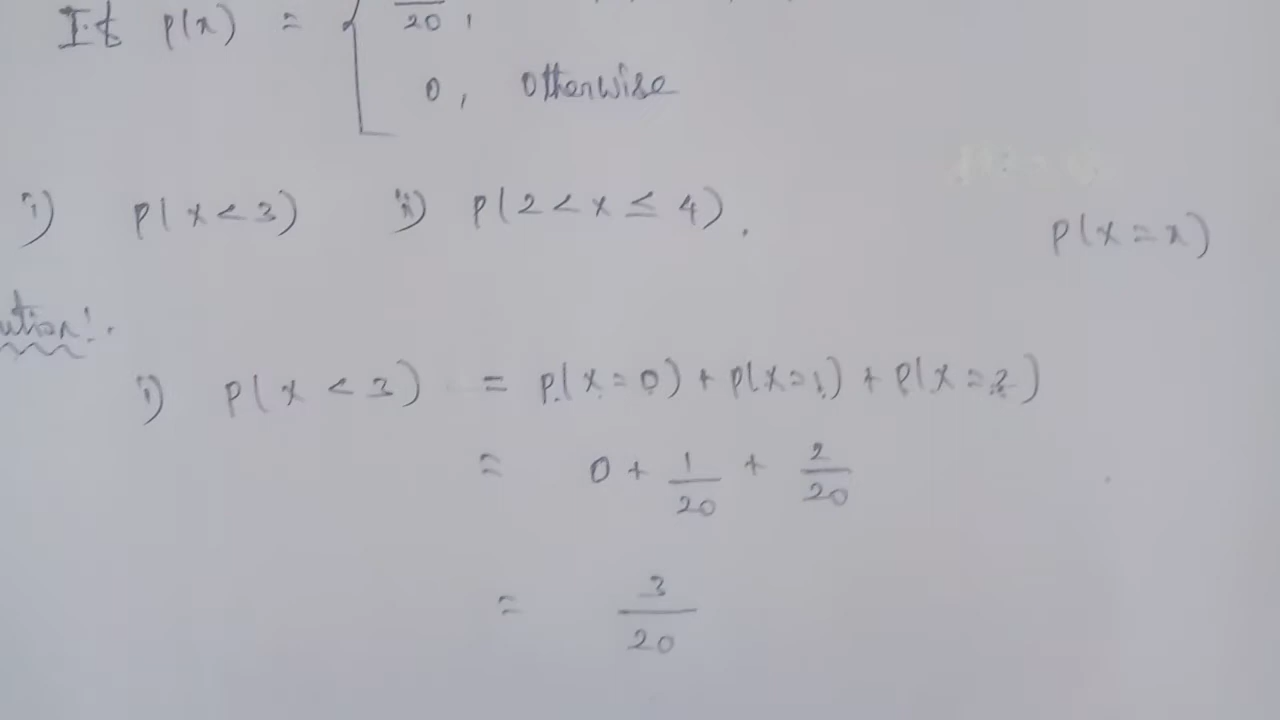 If p(x) = { 20 ,
0 , otherwise
i) P(X < 3) ii) P(2 < X ≤ 4) .
P(X = x)
ution:.
i) P(X < 3) = P(X = 0) + P(X = 1) + P(X = 2)
= 0 + 1/20 + 2/20
= 3/20